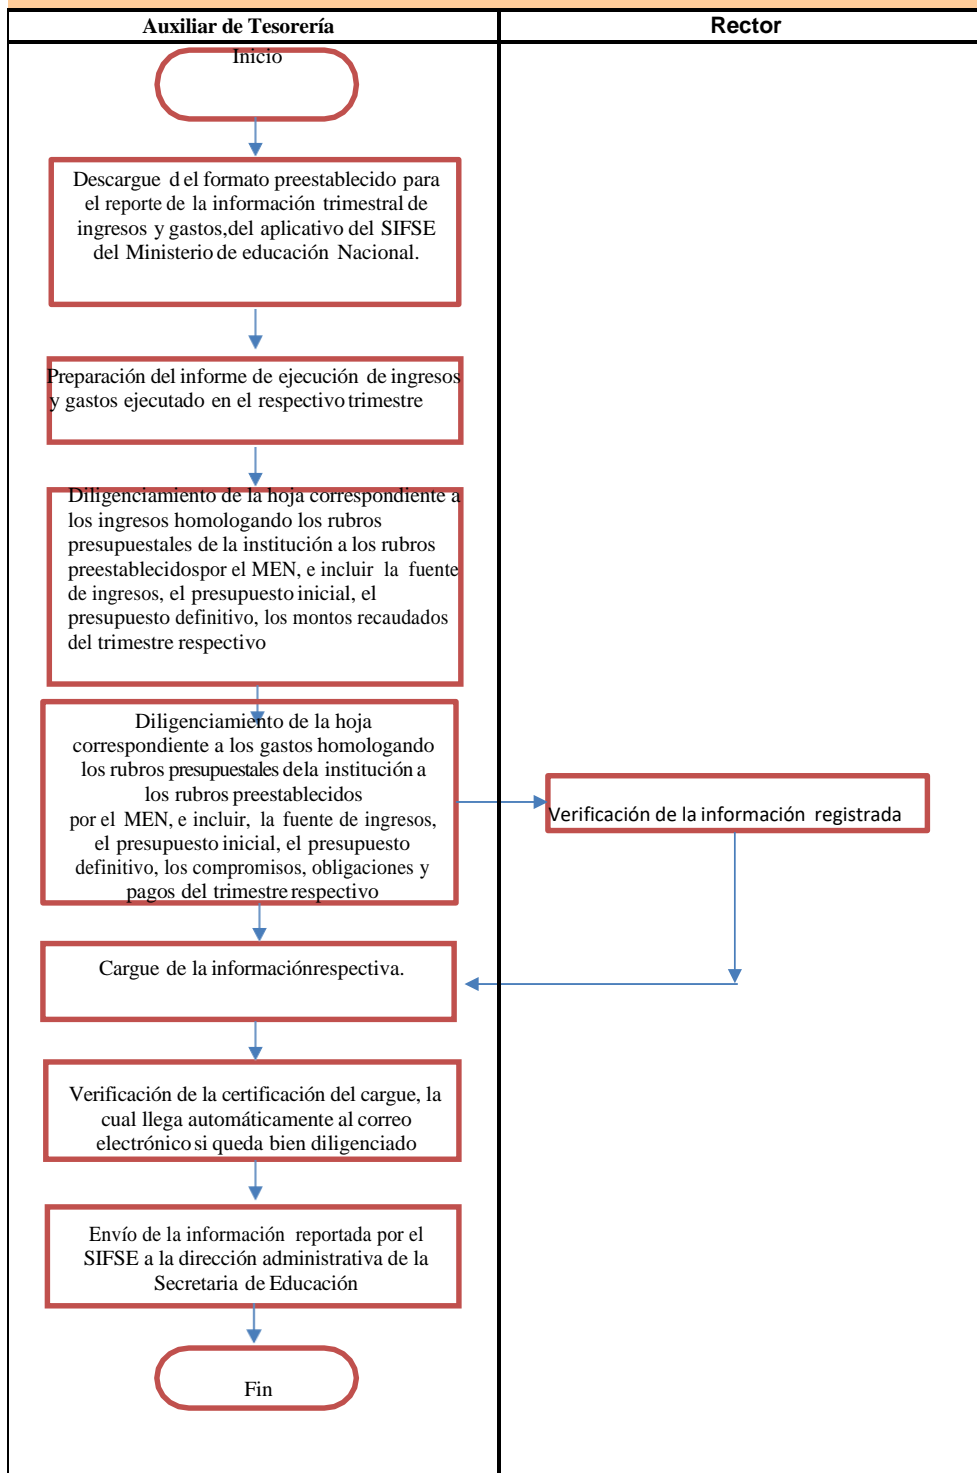 Auxiliar de Tesorería
Rector
Inicio
Descargue d el formato preestablecido para
el reporte de la información trimestral de
ingresos y gastos,del aplicativo del SIFSE
del Ministerio de educación Nacional.
Preparación del informe de ejecución de ingresos
y gastos ejecutado en el respectivo trimestre
Diligenciamiento de la hoja correspondiente a
los ingresos homologando los rubros
presupuestales de la institución a los rubros
preestablecidospor el MEN, e incluir la fuente
de ingresos, el presupuesto inicial, el
presupuesto definitivo, los montos recaudados
del trimestre respectivo
Diligenciamiento de la hoja
correspondiente a los gastos homologando
los rubros presupuestales dela institución a
los rubros preestablecidos
por el MEN, e incluir, la fuente de ingresos,
el presupuesto inicial, el presupuesto
definitivo, los compromisos, obligaciones y
pagos del trimestre respectivo
Verificación de la información registrada
Cargue de la informaciónrespectiva.
Verificación de la certificación del cargue, la
cual llega automáticamente al correo
electrónico si queda bien diligenciado
Envío de la información reportada por el
SIFSE a la dirección administrativa de la
Secretaria de Educación
Fin